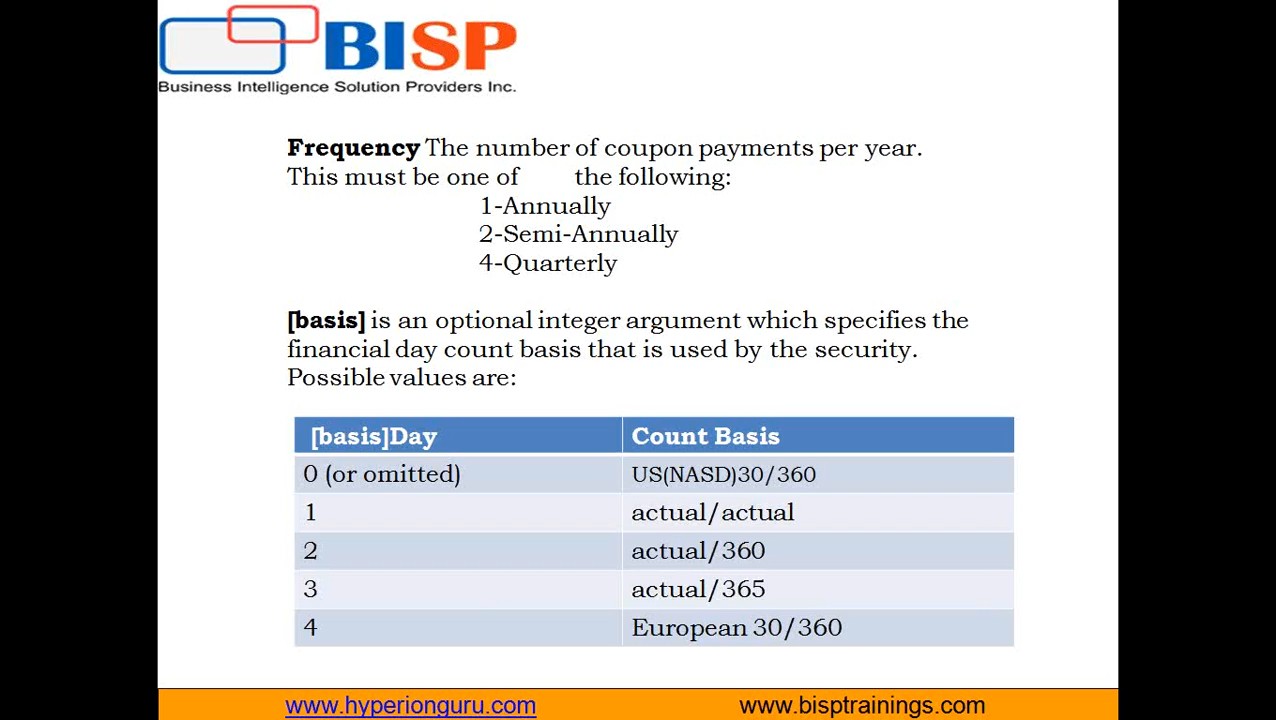 BISP
Business Intelligence Solution Providers Inc.
Frequency The number of coupon payments per year.
This must be one of the following:
1-Annually
2-Semi-Annually
4-Quarterly
[basis] is an optional integer argument which specifies the
financial day count basis that is used by the security.
Possible values are:
[basis]Day Count Basis
0 (or omitted) US(NASD)30/360
1 actual/actual
2 actual/360
3 actual/365
4 European 30/360
www.hyperionguru.com www.bisptrainings.com